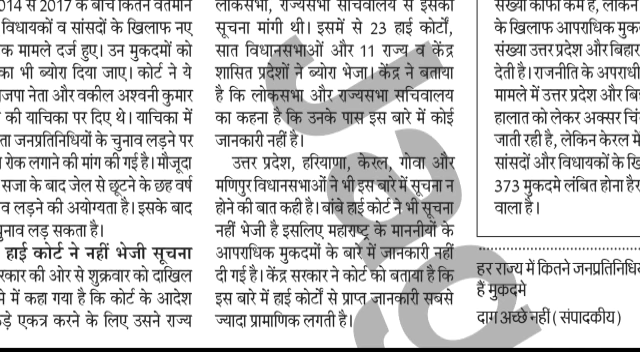 2014 से 2017 के बीच कितने वर्तमान
विधायकों व सांसदों के खिलाफ नए
मामले दर्ज हुए। उन मुकदमों को
का भी ब्योरा दिया जाए। कोर्ट ने ये
नेता और वकील अश्वनी कुमार
की याचिका पर दिए थे। याचिका में
जनप्रतिनिधियों के चुनाव लड़ने पर
रोक लगाने की मांग की गई है। मौजूदा
सजा के बाद जेल से छूटने के छह वर्ष
लड़ने की अयोग्यता है। इसके बाद
चुनाव लड़ सकता है।
हाई कोर्ट ने नहीं भेजी सूचना
की ओर से शुक्रवार को दाखिल
में कहा गया है कि कोर्ट के आदेश
एकत्र करने के लिए उसने राज्य
लोकसभा, राज्यसभा सचिवालय से इसकी
सूचना मांगी थी। इसमें से 23 हाई कोर्टों,
सात विधानसभाओं और 11 राज्य व केंद्र
शासित प्रदेशों ने ब्योरा भेजा। केंद्र ने बताया
है कि लोकसभा और राज्यसभा सचिवालय
का कहना है कि उनके पास इस बारे में कोई
जानकारी नहीं है।
उत्तर प्रदेश, हरियाणा, केरल, गोवा और
मणिपुर विधानसभाओं ने भी इस बारे में सूचना न
होने की बात कही है। बांबे हाई कोर्ट ने भी सूचना
नहीं भेजी है इसलिए महाराष्ट्र के माननीयों के
आपराधिक मुकदमों के बारे में जानकारी नहीं
दी गई है। केंद्र सरकार ने कोर्ट को बताया है कि
इस बारे में हाई कोर्टों से प्राप्त जानकारी सबसे
ज्यादा प्रामाणिक लगती है।
संख्या काफी कम है, लेकिन
के खिलाफ आपराधिक
संख्या उत्तर प्रदेश और बिहार
देती है। राजनीति के
मामले में उत्तर प्रदेश और
हालात को लेकर अक्सर
जाती रही है, लेकिन केरल में
सांसदों और विधायकों के
373 मुकदमे लंबित होना
वाला है।
हर राज्य में कितने
हैं मुकदमे
दाग अच्छे नहीं (संपादकीय)